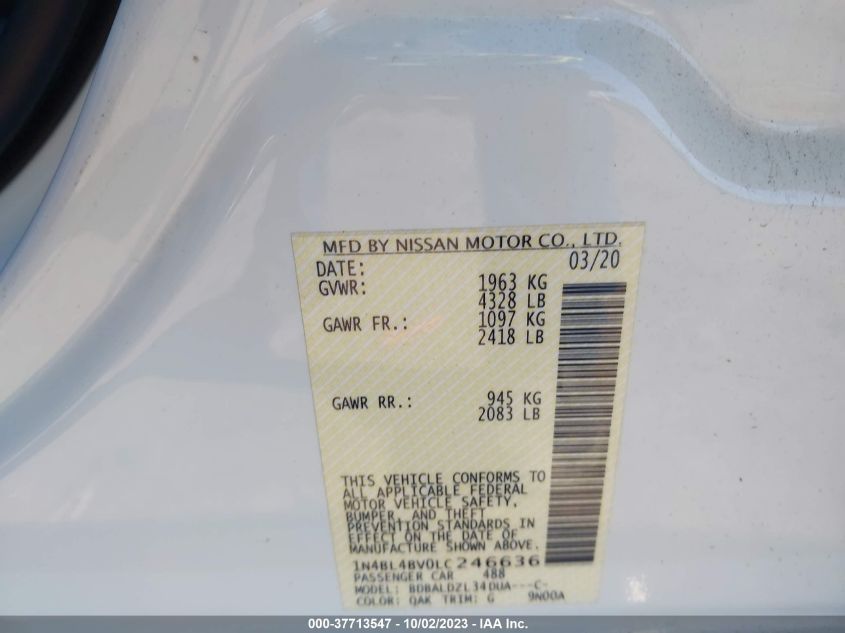 MFD BY NISSAN MOTOR CO., LTD.
DATE: 03/20
GVWR: 1963 KG
4328 LB
GAWR FR.: 1097 KG
2418 LB
GAWR RR.: 945 KG
2083 LB
THIS VEHICLE CONFORMS TO
ALL APPLICABLE FEDERAL
MOTOR VEHICLE SAFETY,
BUMPER, AND THEFT
PREVENTION STANDARDS IN
EFFECT ON THE DATE OF
MANUFACTURE SHOWN ABOVE.
1N4BL4BV0LC246636
PASSENGER CAR 488
MODEL: BDBALDZL34DUA---C-
COLOR: QAK TRIM: G 9N00A
000-37713547 - 10/02/2023 - IAA Inc.